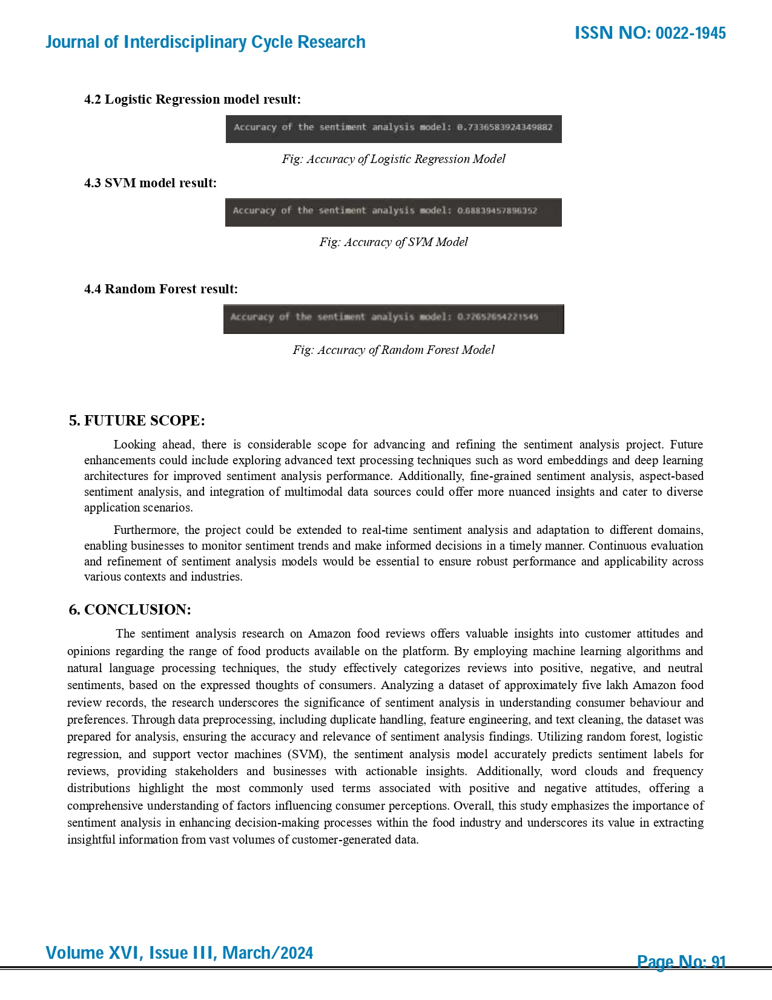 Journal of Interdisciplinary Cycle Research
ISSN NO: 0022-1945
4.2 Logistic Regression model result:
Accuracy of the sentiment analysis model: 0.7336583924349882
Fig: Accuracy of Logistic Regression Model
4.3 SVM model result:
Accuracy of the sentiment analysis model: 0.68839457896352
Fig: Accuracy of SVM Model
4.4 Random Forest result:
Accuracy of the sentiment analysis model: 0.72652654221545
Fig: Accuracy of Random Forest Model
5. FUTURE SCOPE:
Looking ahead, there is considerable scope for advancing and refining the sentiment analysis project. Future
enhancements could include exploring advanced text processing techniques such as word embeddings and deep learning
architectures for improved sentiment analysis performance. Additionally, fine-grained sentiment analysis, aspect-based
sentiment analysis, and integration of multimodal data sources could offer more nuanced insights and cater to diverse
application scenarios.
Furthermore, the project could be extended to real-time sentiment analysis and adaptation to different domains,
enabling businesses to monitor sentiment trends and make informed decisions in a timely manner. Continuous evaluation
and refinement of sentiment analysis models would be essential to ensure robust performance and applicability across
various contexts and industries.
6. CONCLUSION:
The sentiment analysis research on Amazon food reviews offers valuable insights into customer attitudes and
opinions regarding the range of food products available on the platform. By employing machine learning algorithms and
natural language processing techniques, the study effectively categorizes reviews into positive, negative, and neutral
sentiments, based on the expressed thoughts of consumers. Analyzing a dataset of approximately five lakh Amazon food
review records, the research underscores the significance of sentiment analysis in understanding consumer behaviour and
preferences. Through data preprocessing, including duplicate handling, feature engineering, and text cleaning, the dataset was
prepared for analysis, ensuring the accuracy and relevance of sentiment analysis findings. Utilizing random forest, logistic
regression, and support vector machines (SVM), the sentiment analysis model accurately predicts sentiment labels for
reviews, providing stakeholders and businesses with actionable insights. Additionally, word clouds and frequency
distributions highlight the most commonly used terms associated with positive and negative attitudes, offering a
comprehensive understanding of factors influencing consumer perceptions. Overall, this study emphasizes the importance of
sentiment analysis in enhancing decision-making processes within the food industry and underscores its value in extracting
insightful information from vast volumes of customer-generated data.
Volume XVI, Issue III, March/2024
Page No: 91